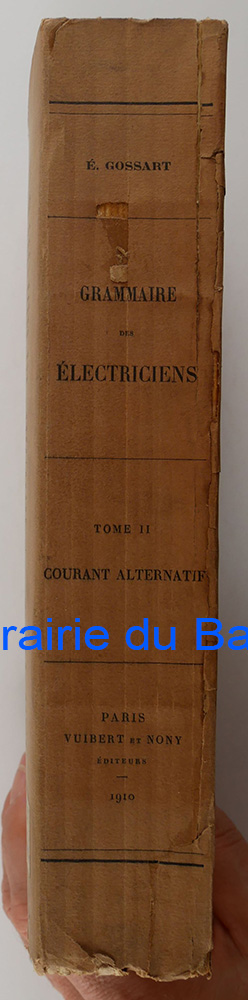 É. GOSSART
GRAMMAIRE
DES
ÉLECTRICIENS
TOME II
COURANT ALTERNATIF
rairie du Ba
PARIS
VUIBERT ET NONY
ÉDITEURS
1910